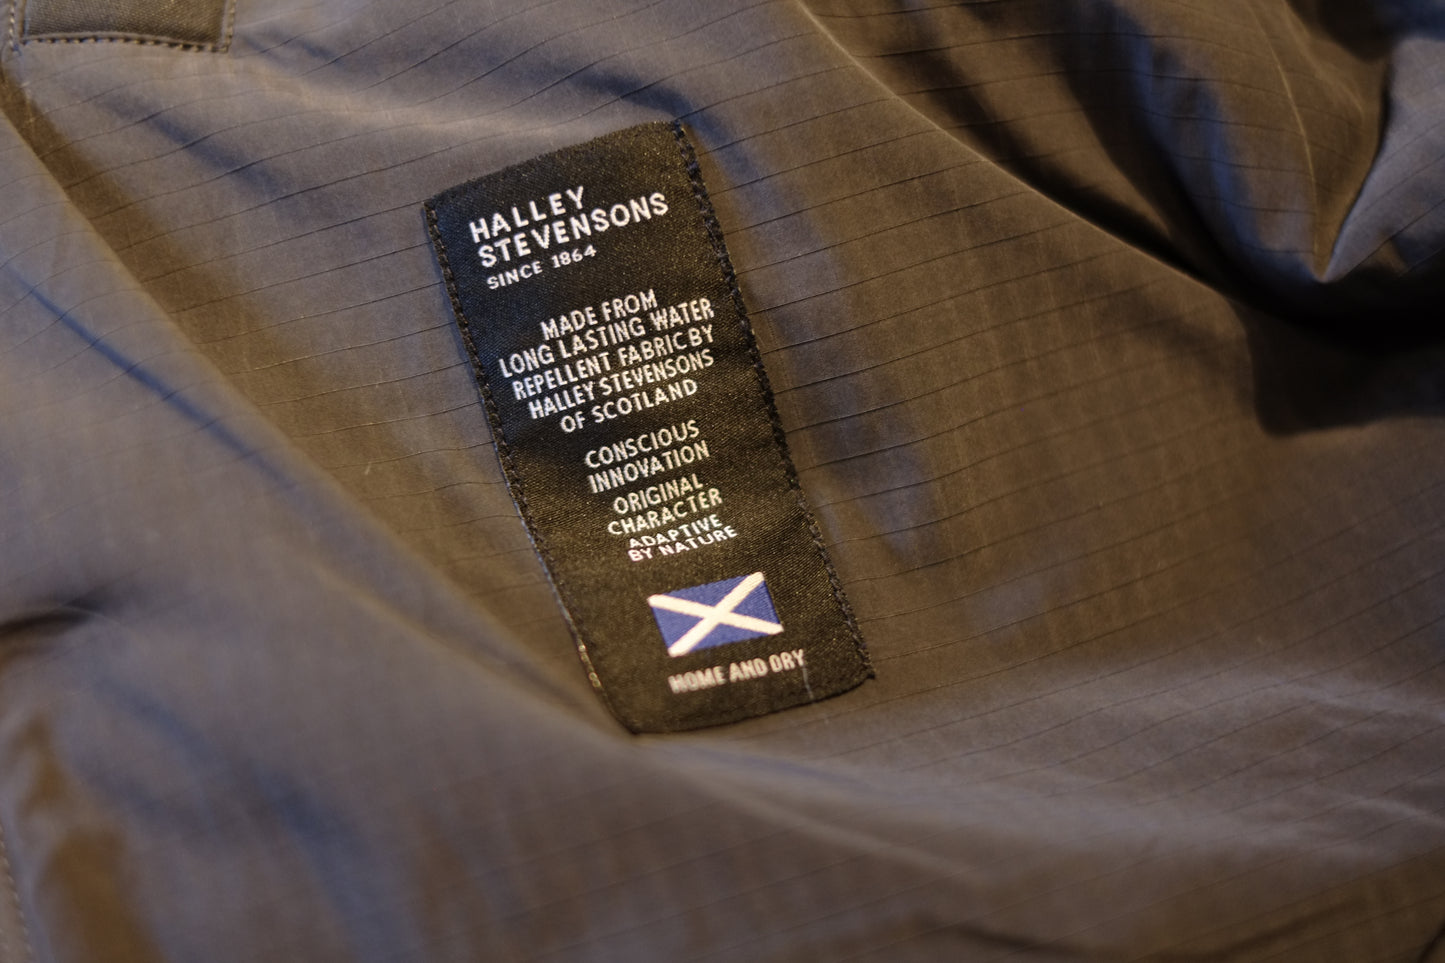 HALLEY
STEVENSONS
SINCE 1864
MADE FROM
LONG LASTING WATER
REPELLENT FABRIC BY
HALLEY STEVENSONS
OF SCOTLAND
CONSCIOUS
INNOVATION
ORIGINAL
CHARACTER
ADAPTIVE
BY NATURE
HOME AND DRY